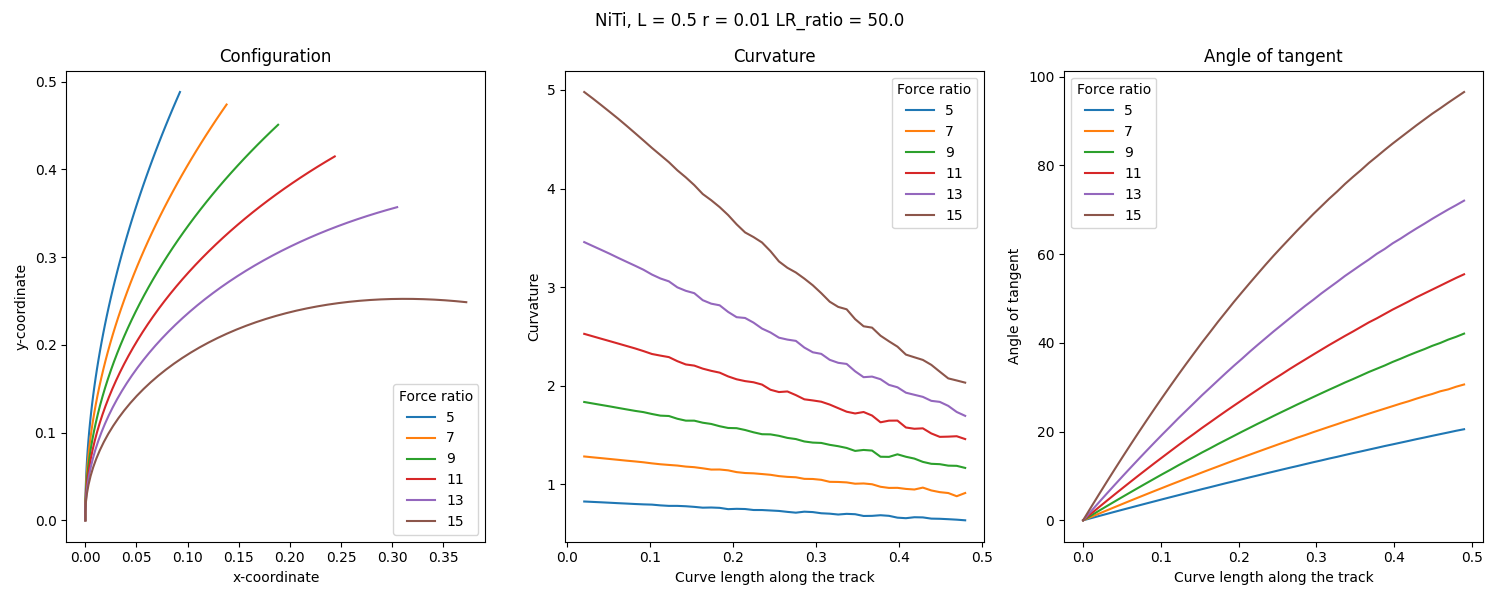 NiTi, L = 0.5 r = 0.01 LR_ratio = 50.0
Configuration
y-coordinate
0.5
0.4
0.3
0.2
0.1
0.0
Force ratio
5
7
9
11
13
15
0.00 0.05 0.10 0.15 0.20 0.25 0.30 0.35
x-coordinate
Curvature
Curvature
5
4
3
2
1
Force ratio
5
7
9
11
13
15
0.0 0.1 0.2 0.3 0.4 0.5
Curve length along the track
Angle of tangent
Angle of tangent
100
80
60
40
20
0
Force ratio
5
7
9
11
13
15
0.0 0.1 0.2 0.3 0.4 0.5
Curve length along the track